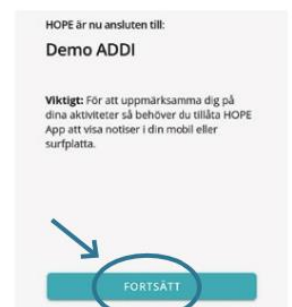 HOPE är nu ansluten till:
Demo ADDI
Viktigt: För att uppmärksamma dig på
dina aktiviteter så behöver du tillåta HOPE
App att visa notiser i din mobil eller
surfplatta.
FORTSÄTT